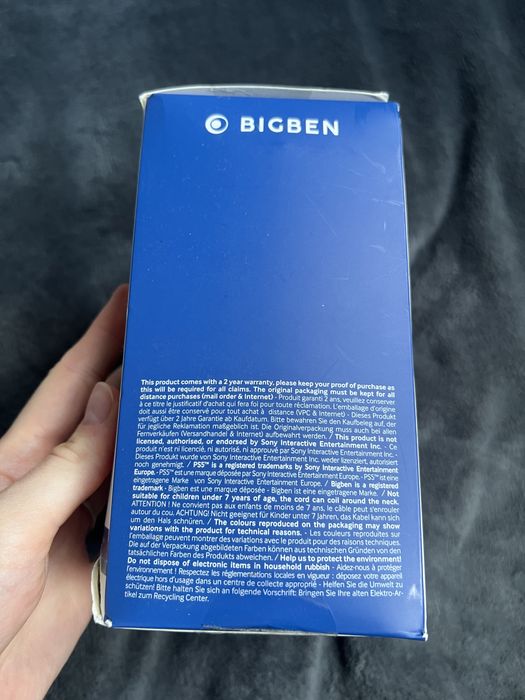 BIGBEN
This product comes with a 2 year warranty, please keep your proof of purchase as
this will be required for all claims. The original packaging must be kept for all
distance purchases (mail order & Internet) - Produit garanti 2 ans, veuillez conserver
à ce titre le justificatif d'achat qui fera foi pour toute réclamation. L'emballage d'origine
doit aussi être conservé pour tout achat à distance (VPC & Internet) - Dieses Produkt
verfügt über 2 Jahre Garantie ab Kaufdatum. Bitte bewahren Sie den Kaufbeleg auf, der
für jegliche Reklamation maßgeblich ist. Die Originalverpackung muss auch bei allen
Fernverkäufen (Versandhandel & Internet) aufbewahrt werden. / This product is not
licensed, authorised, or endorsed by Sony Interactive Entertainment Inc. - Ce
produit n'est ni licencié, ni autorisé, ni approuvé par Sony Interactive Entertainment Inc. -
Dieses Produkt wurde von Sony Interactive Entertainment Inc. weder lizenziert, autorisiert
noch genehmigt. / PS5™ is a registered trademarks by Sony Interactive Entertainment
Europe. - PS5™ est une marque déposée par Sony Interactive Entertainment Europe. - PS5™ ist eine
eingetragene Marke von Sony Interactive Entertainment Europe. / Bigben is a registered
trademark - Bigben est une marque déposée - Bigben ist eine eingetragene Marke. / Not
suitable for children under 7 years of age, the cord can coil around the neck.
ATTENTION ! Ne convient pas aux enfants de moins de 7 ans, le câble peut s'enrouler
autour du cou. ACHTUNG! Nicht geeignet für Kinder unter 7 Jahren, das Kabel kann sich
um den Hals schnüren. / The colours reproduced on the packaging may show
variations with the product for technical reasons. - Les couleurs reproduites sur
l'emballage peuvent montrer des variations avec le produit pour des raisons techniques.
Die auf der Verpackung abgebildeten Farben können aus technischen Gründen von den
tatsächlichen Farben des Produkts abweichen. / Help us to protect the environment!
Do not dispose of electronic items in household rubbish - Aidez-nous à protéger
l'environnement ! Respectez les réglementations locales en vigueur : déposez votre appareil
électrique hors d'usage dans un centre de collecte approprié - Helfen Sie die Umwelt zu
schützen! Bitte halten Sie sich an folgende Vorschrift: Bringen Sie Ihre alten Elektro-Ar-
tikel zum Recycling Center.